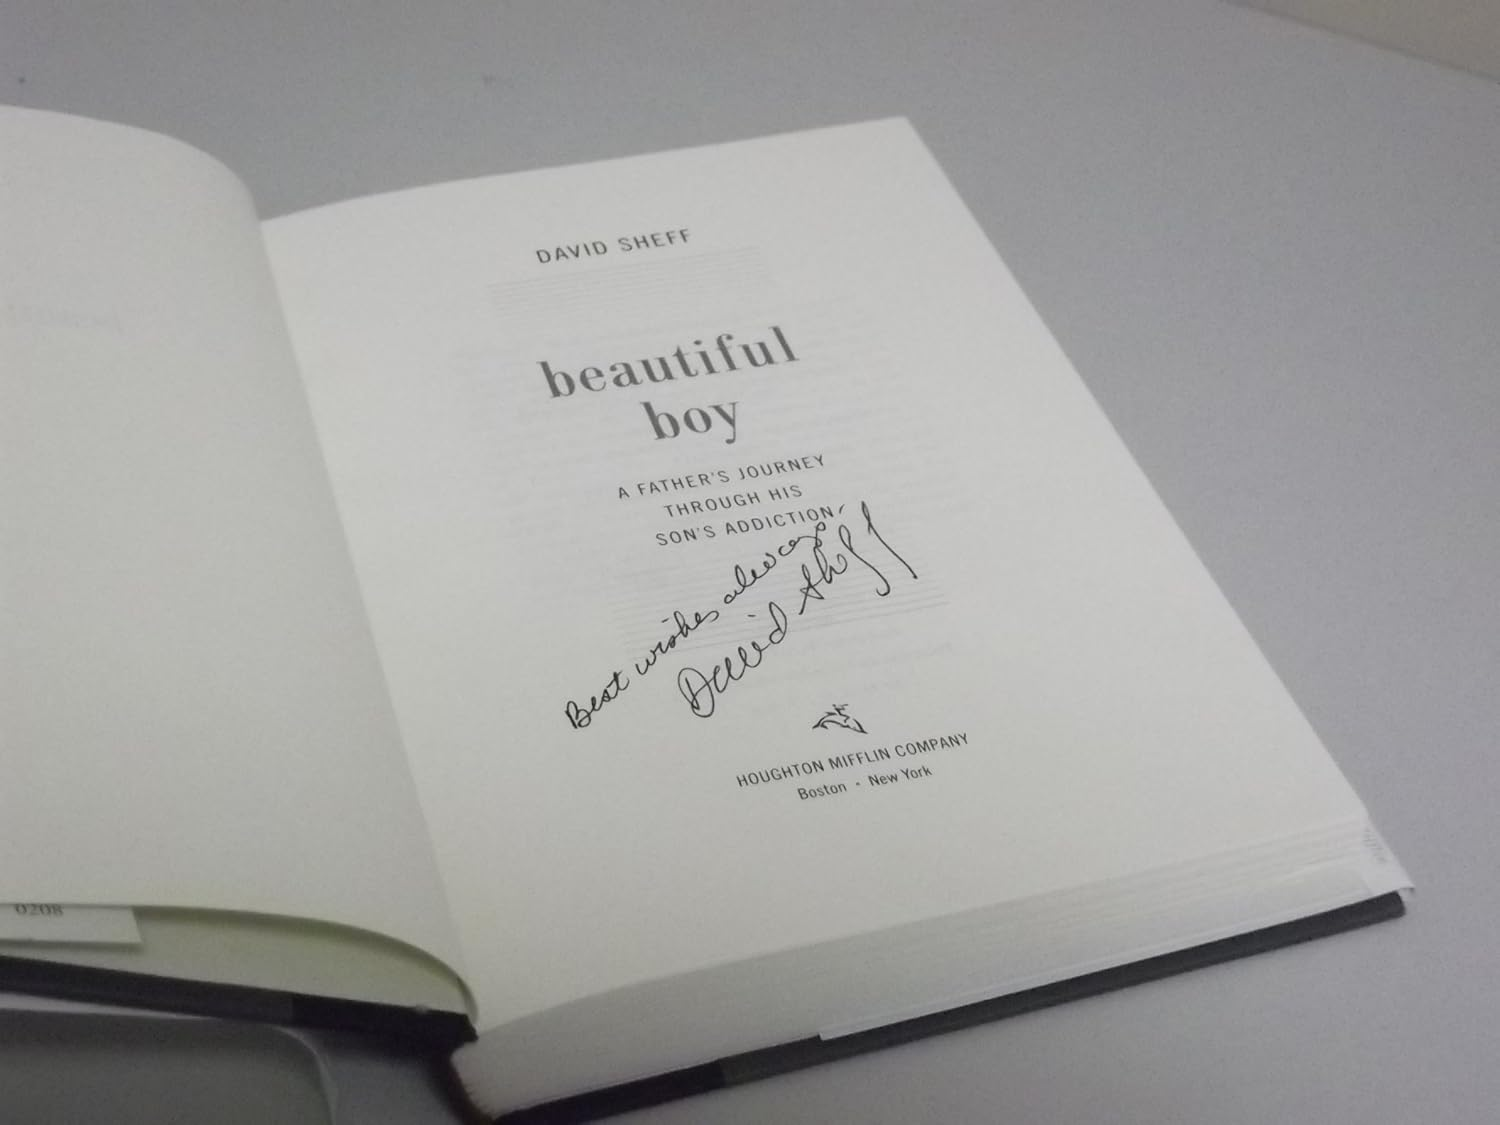 DAVID SHEFF
beautiful
boy
A FATHER'S JOURNEY
THROUGH HIS
SON'S ADDICTION
Best wishes always
David Sheff
HOUGHTON MIFFLIN COMPANY
Boston • New York
0208